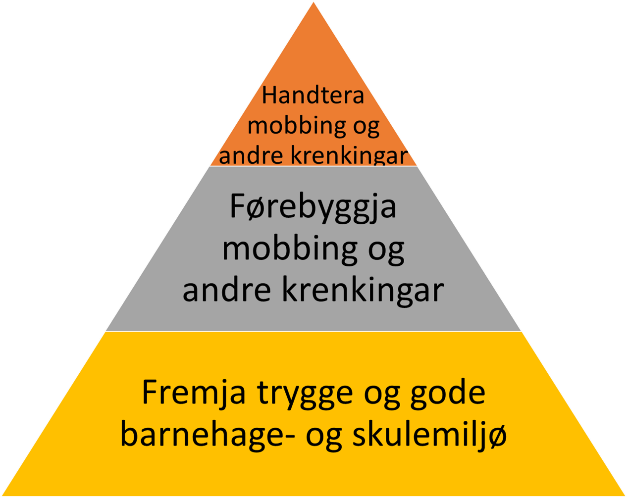 Handtera
mobbing og
andre krenkingar
Førebyggja
mobbing og
andre krenkingar
Fremja trygge og gode
barnehage- og skulemiljø